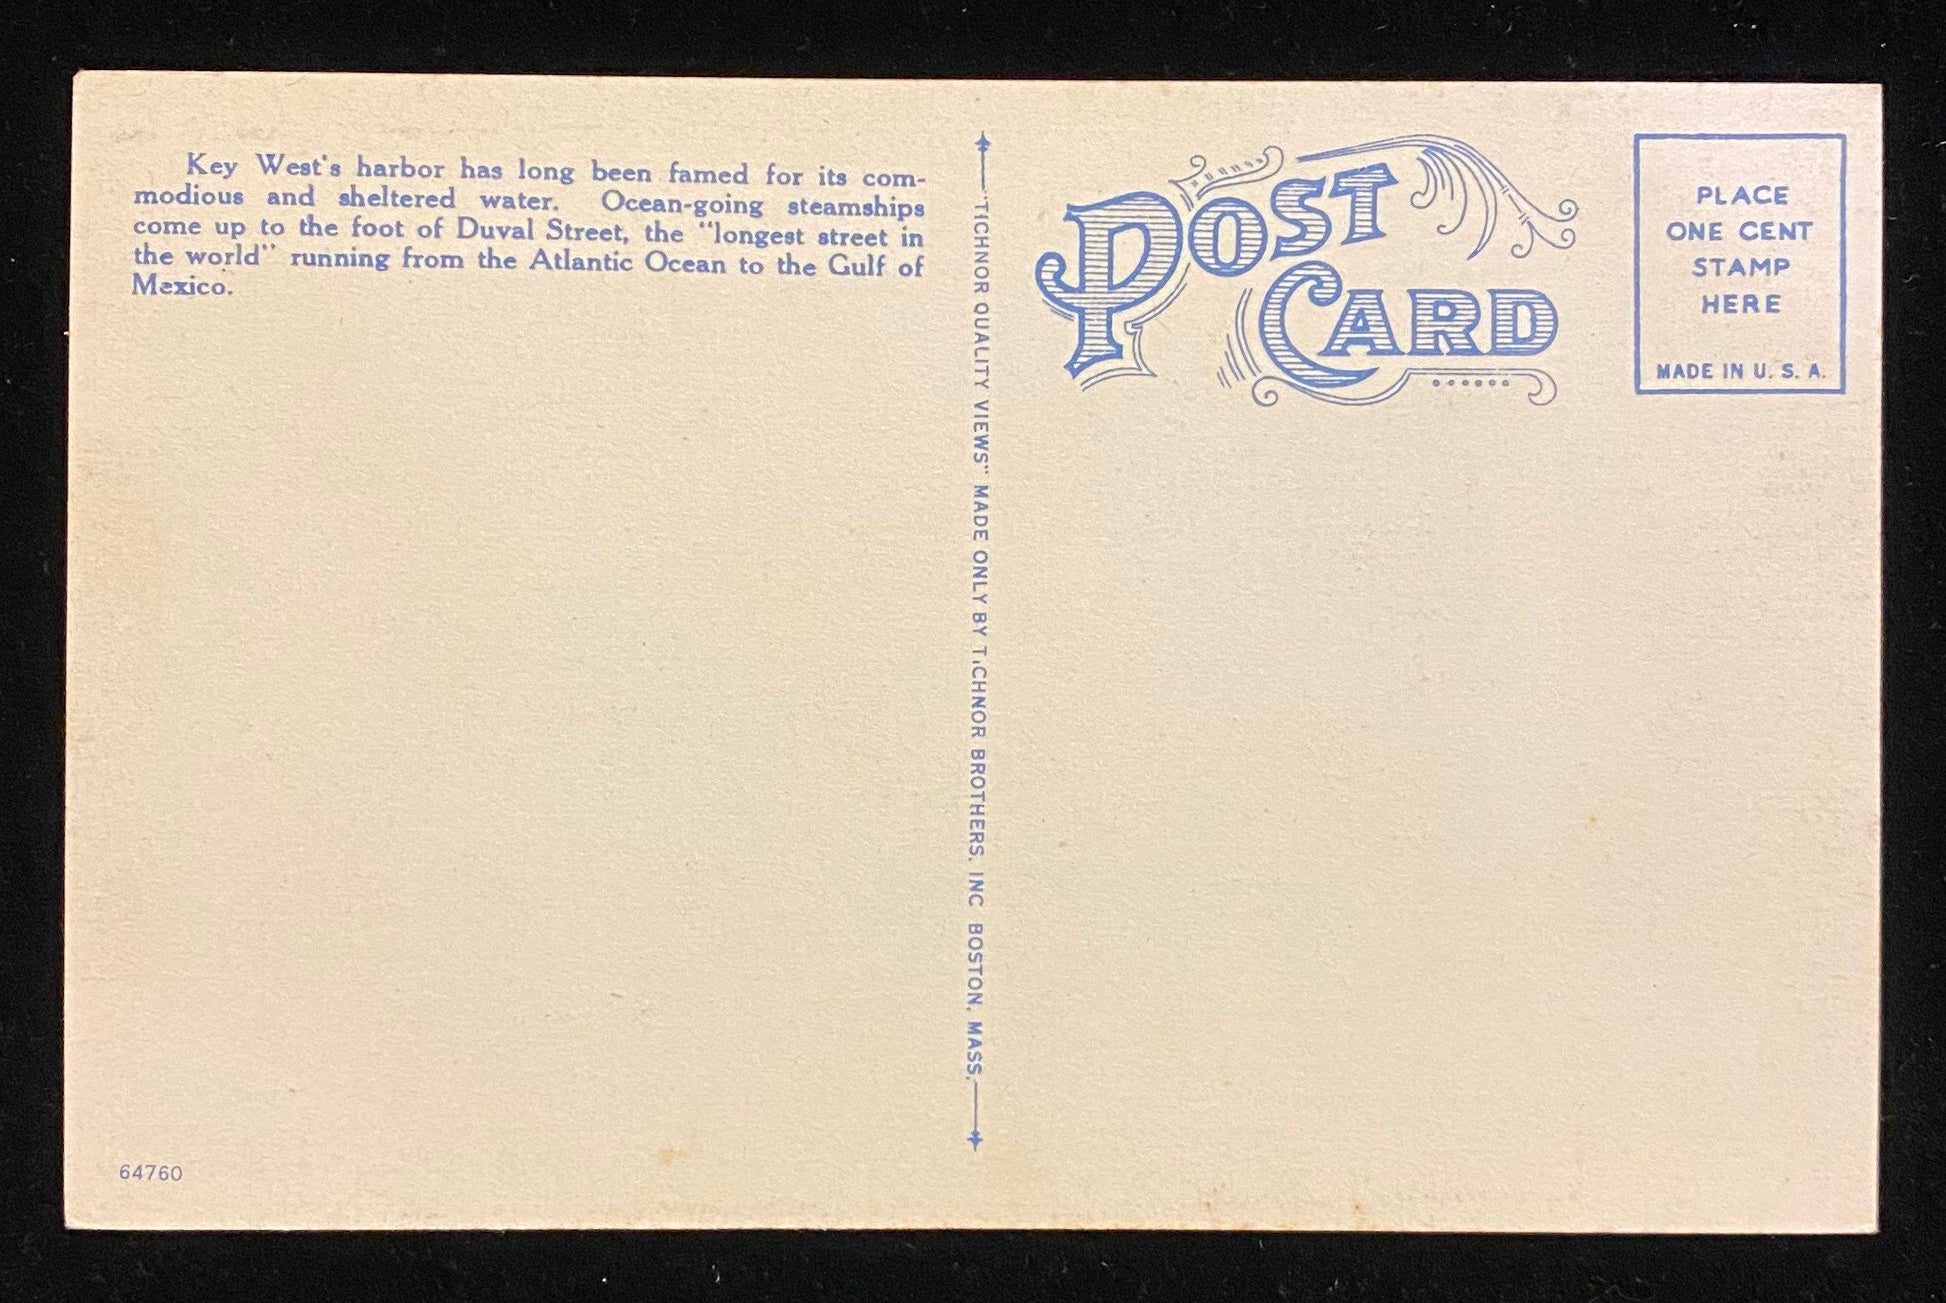 Key West's harbor has long been famed for its com-
modious and sheltered water. Ocean-going steamships
come up to the foot of Duval Street, the "longest street in
the world" running from the Atlantic Ocean to the Gulf of
Mexico.
64760
"TICHNOR QUALITY VIEWS" MADE ONLY BY TICHNOR BROTHERS, INC BOSTON, MASS.
POST
CARD
PLACE
ONE CENT
STAMP
HERE
MADE IN U. S. A.